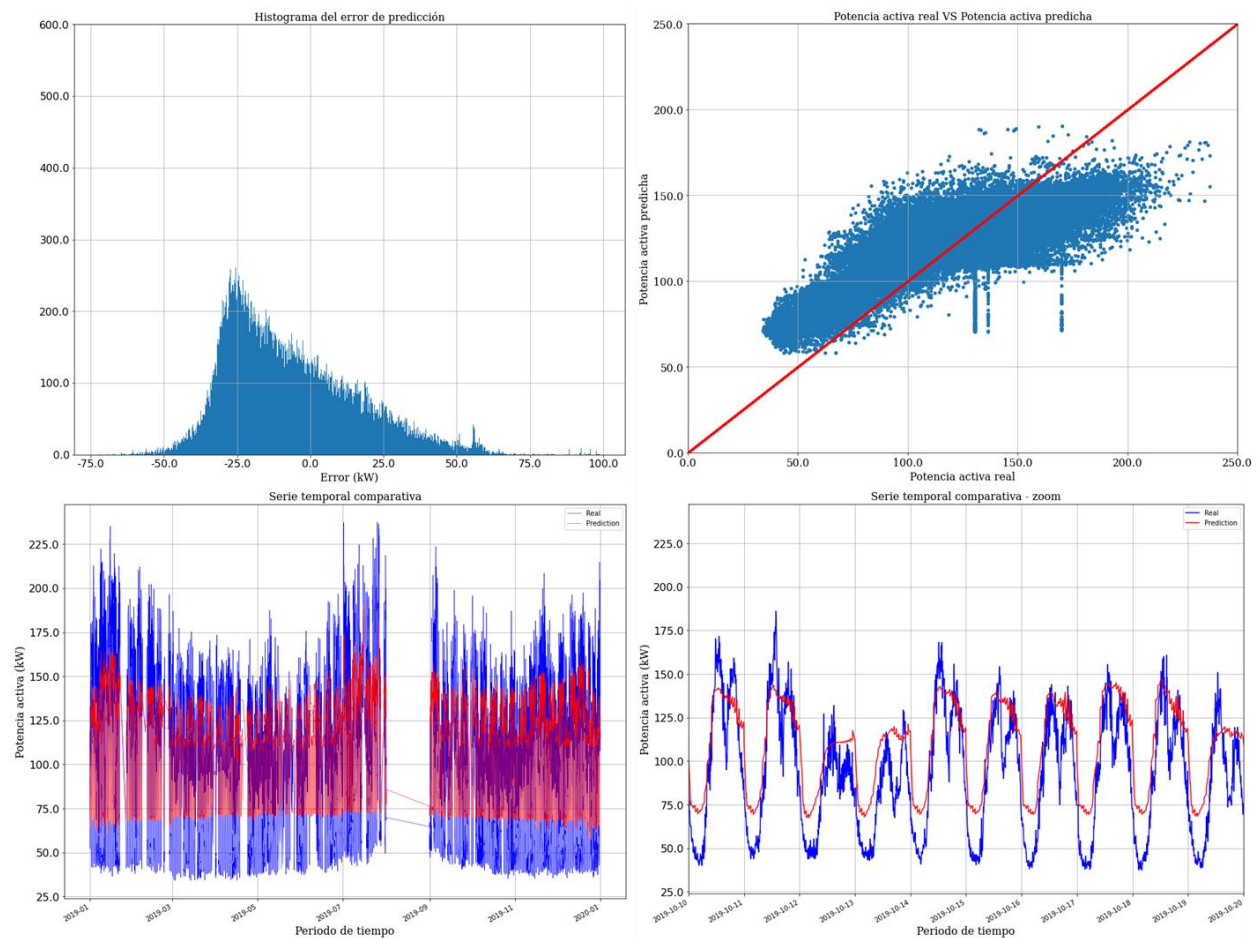 Histograma del error de predicción
600.0
500.0
400.0
300.0
200.0
100.0
0.0
-75.0 -50.0 -25.0 0.0 25.0 50.0 75.0 100.0
Error (kW)
Potencia activa real VS Potencia activa predicha
250.0
200.0
150.0
100.0
50.0
0.0
Potencia activa predicha
0.0 50.0 100.0 150.0 200.0 250.0
Potencia activa real
Serie temporal comparativa
Real
Prediction
225.0
200.0
175.0
150.0
125.0
100.0
75.0
50.0
25.0
Potencia activa (kW)
2019-01 2019-03 2019-05 2019-07 2019-09 2019-11 2020-01
Periodo de tiempo
Serie temporal comparativa - zoom
Real
Prediction
225.0
200.0
175.0
150.0
125.0
100.0
75.0
50.0
25.0
Potencia activa (kW)
2019-10-10 2019-10-11 2019-10-12 2019-10-13 2019-10-14 2019-10-15 2019-10-16 2019-10-17 2019-10-18 2019-10-19 2019-10-20
Periodo de tiempo